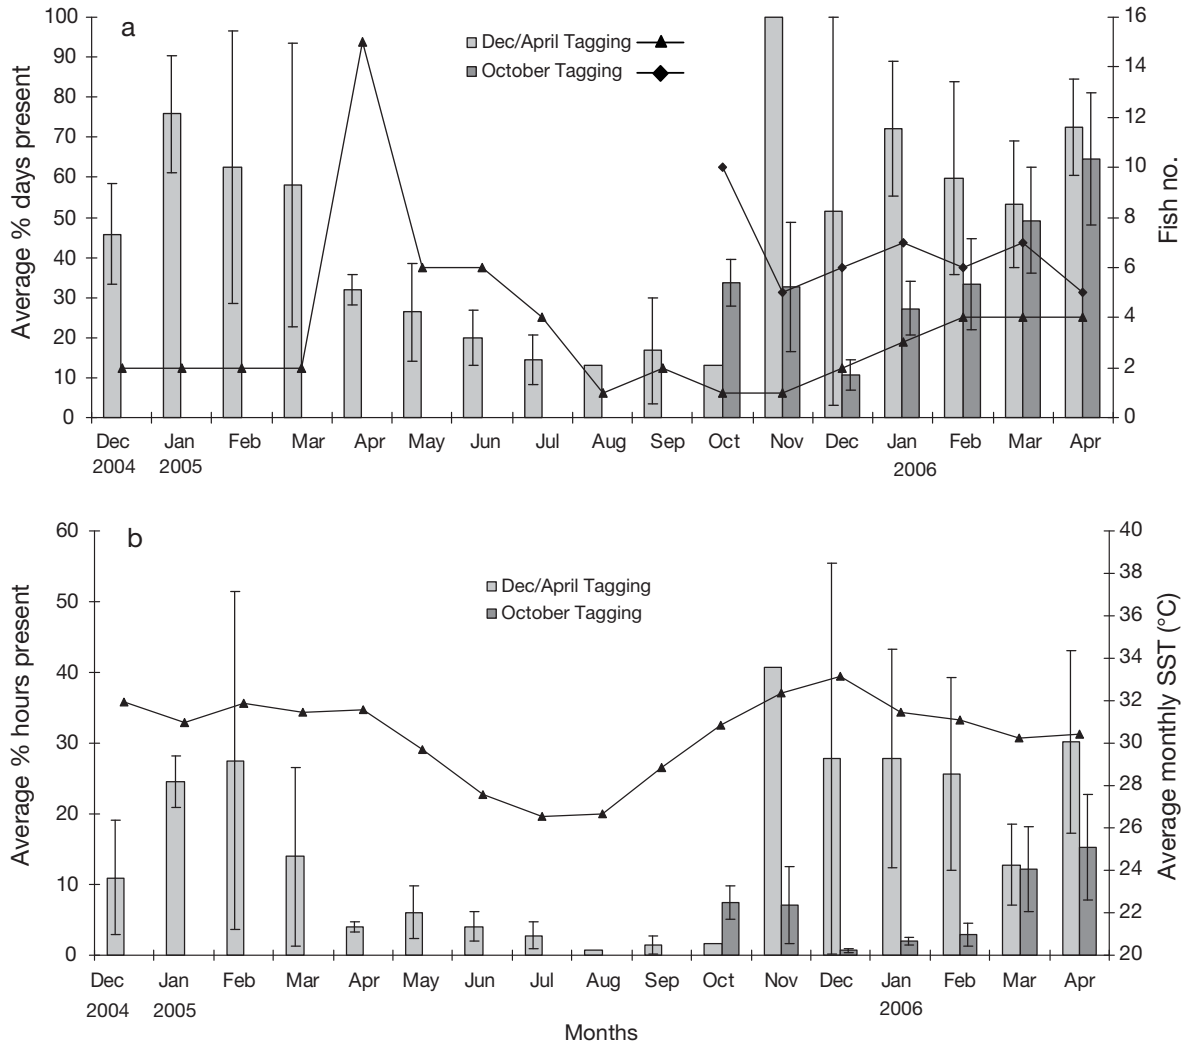 a
Dec/April Tagging
October Tagging
Average % days present
100
90
80
70
60
50
40
30
20
10
0
16
14
12
10
8
6
4
2
0
Fish no.
Dec Jan Feb Mar Apr May Jun Jul Aug Sep Oct Nov Dec Jan Feb Mar Apr
2004 2005 2006
b
Dec/April Tagging
October Tagging
Average % hours present
60
50
40
30
20
10
0
40
38
36
34
32
30
28
26
24
22
20
Average monthly SST (°C)
Dec Jan Feb Mar Apr May Jun Jul Aug Sep Oct Nov Dec Jan Feb Mar Apr
2004 2005 2006
Months